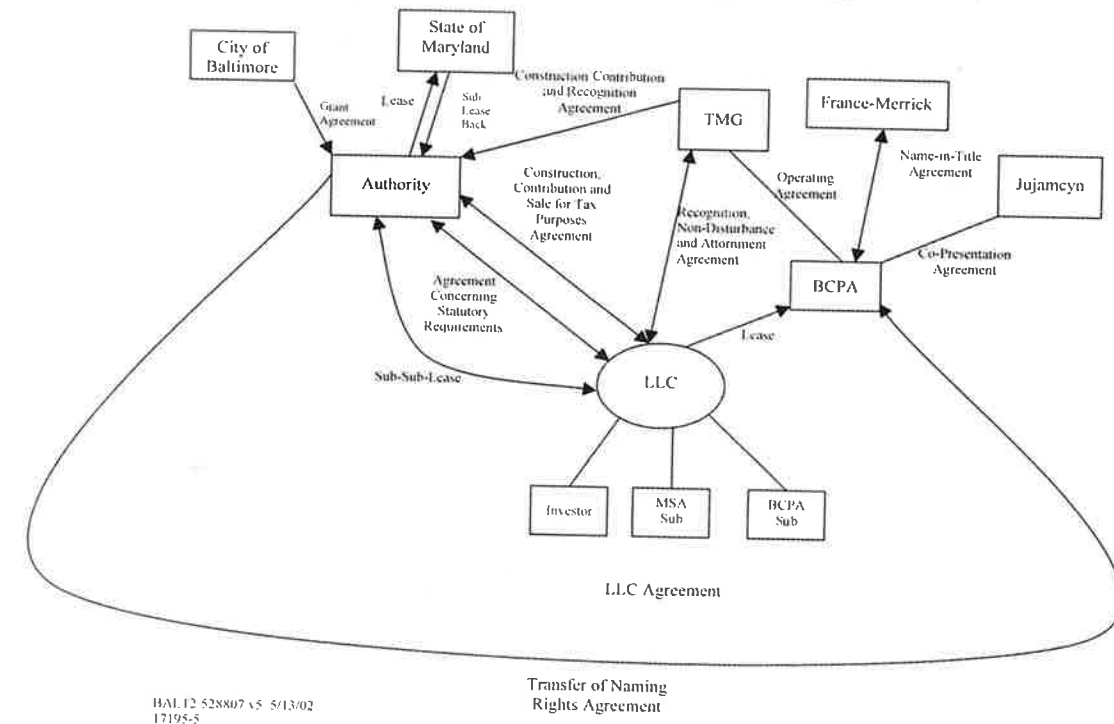 City of
Baltimore
State of
Maryland
Grant
Agreement
Lease
Sub
Lease
Back
Construction Contribution
and Recognition
Agreement
TMG
France-Merrick
Name-in-Title
Agreement
Jujamcyn
Authority
Construction,
Contribution and
Sale for Tax
Purposes
Agreement
Operating
Agreement
Recognition,
Non-Disturbance
and Attornment
Agreement
Co-Presentation
Agreement
BCPA
Agreement
Concerning
Statutory
Requirements
Lease
Sub-Sub-Lease
LLC
Investor
MSA
Sub
BCPA
Sub
LLC Agreement
Transfer of Naming
Rights Agreement
BAL12 528807 v5 5/13/02
17195-5